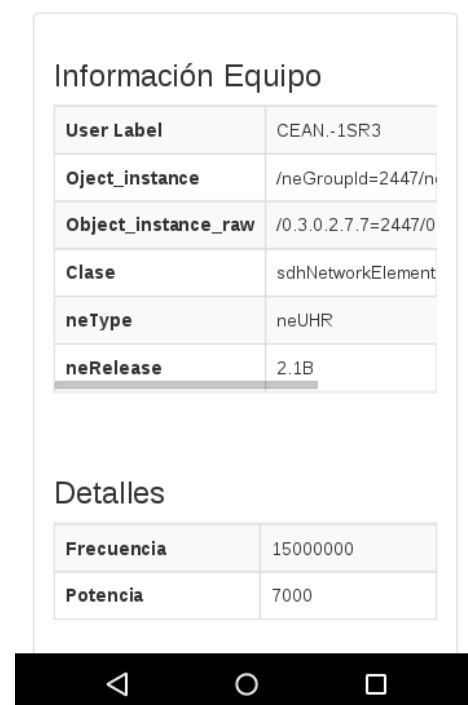 Información Equipo
User Label CEAN.-1SR3
Oject_instance /neGroupId=2447/n
Object_instance_raw /0.3.0.2.7.7=2447/0
Clase sdhNetworkElement
neType neUHR
neRelease 2.1B
Detalles
Frecuencia 15000000
Potencia 7000